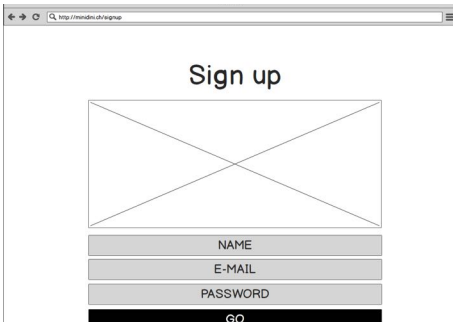 http://minidini.ch/signup
Sign up
NAME
E-MAIL
PASSWORD
GO